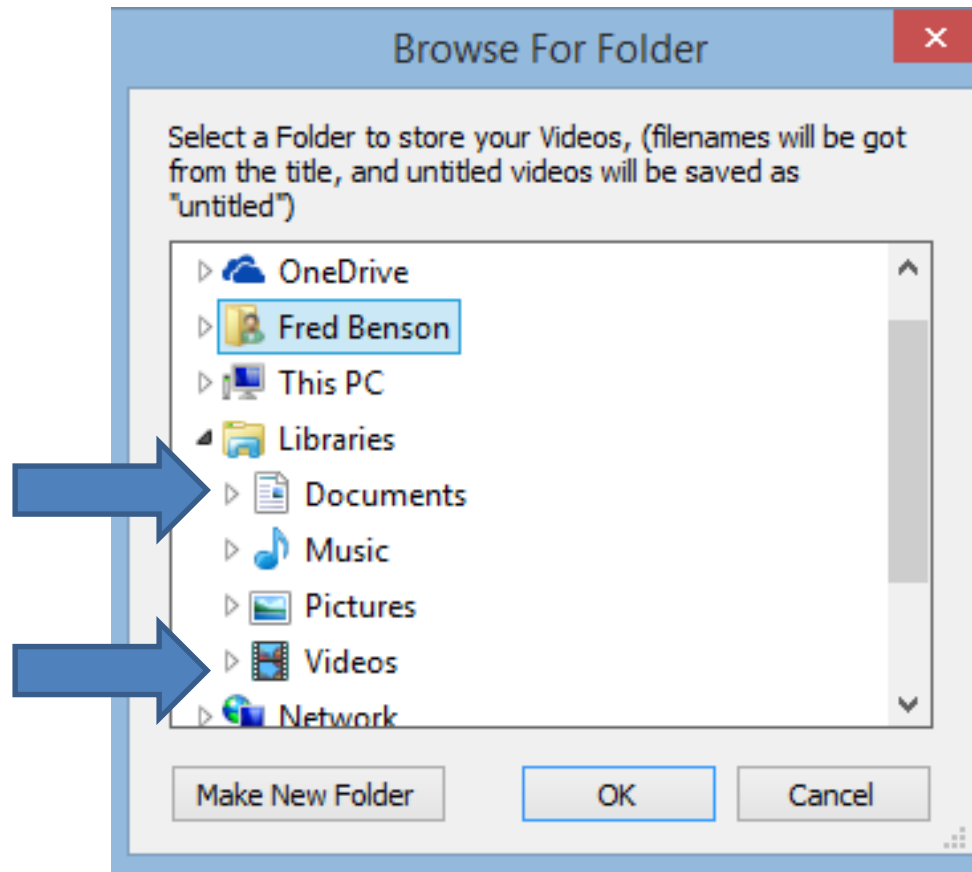 Browse For Folder
Select a Folder to store your Videos, (filenames will be got
from the title, and untitled videos will be saved as
"untitled")
OneDrive
Fred Benson
This PC
Libraries
Documents
Music
Pictures
Videos
Network
Make New Folder OK Cancel